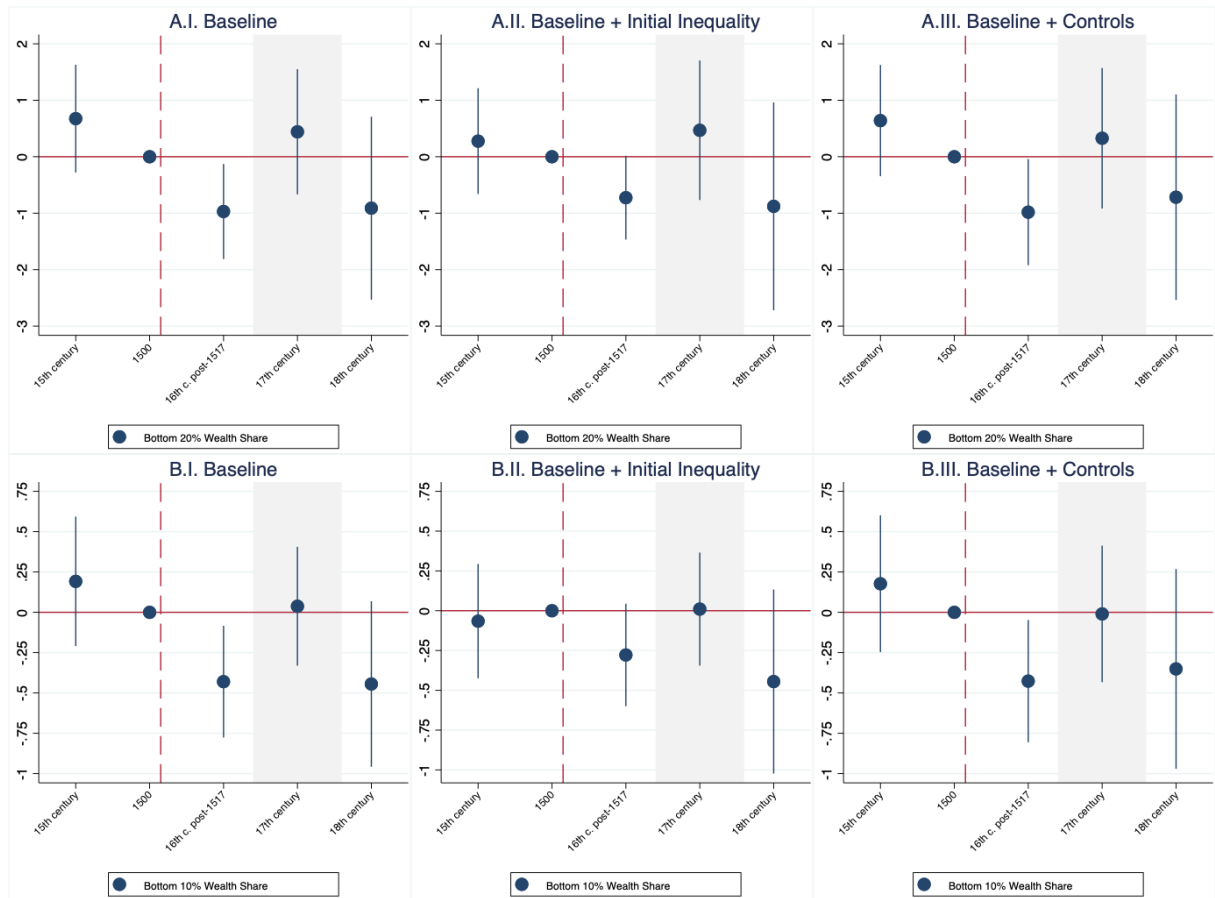 A.I. Baseline
2
1
0
-1
-2
-3
15th century
1500
16th c. post-1517
17th century
18th century
Bottom 20% Wealth Share
A.II. Baseline + Initial Inequality
2
1
0
-1
-2
-3
15th century
1500
16th c. post-1517
17th century
18th century
Bottom 20% Wealth Share
A.III. Baseline + Controls
2
1
0
-1
-2
-3
15th century
1500
16th c. post-1517
17th century
18th century
Bottom 20% Wealth Share
B.I. Baseline
.75
.5
.25
0
-.25
-.5
-.75
-1
15th century
1500
16th c. post-1517
17th century
18th century
Bottom 10% Wealth Share
B.II. Baseline + Initial Inequality
.75
.5
.25
0
-.25
-.5
-.75
-1
15th century
1500
16th c. post-1517
17th century
18th century
Bottom 10% Wealth Share
B.III. Baseline + Controls
.75
.5
.25
0
-.25
-.5
-.75
-1
15th century
1500
16th c. post-1517
17th century
18th century
Bottom 10% Wealth Share